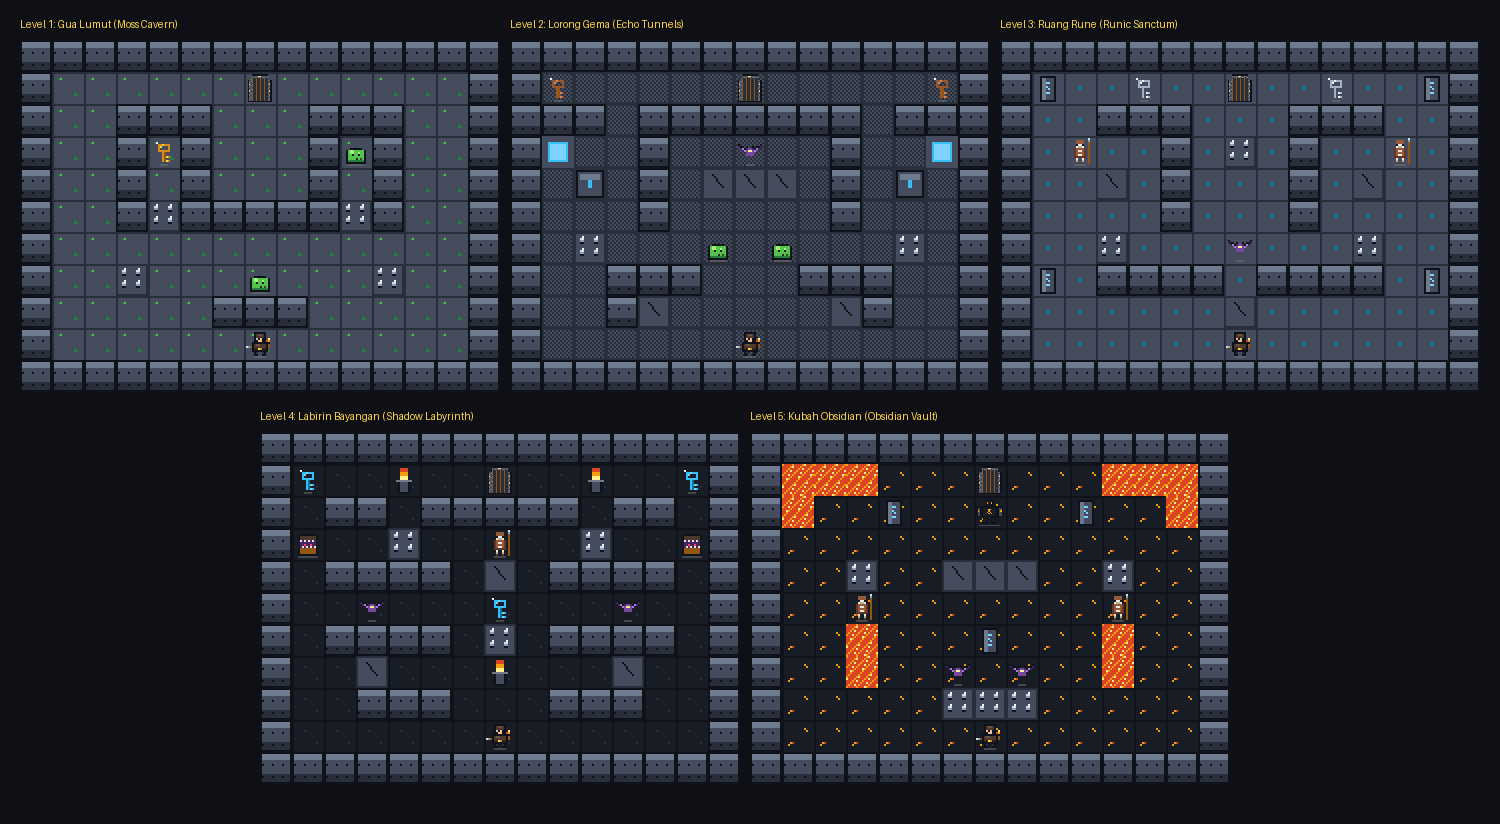 Level 1: Gua Lumut (Moss Cavern)
Level 2: Lorong Gema (Echo Tunnels)
Level 3: Ruang Rune (Runic Sanctum)
Level 4: Labirin Bayangan (Shadow Labyrinth)
Level 5: Kubah Obsidian (Obsidian Vault)